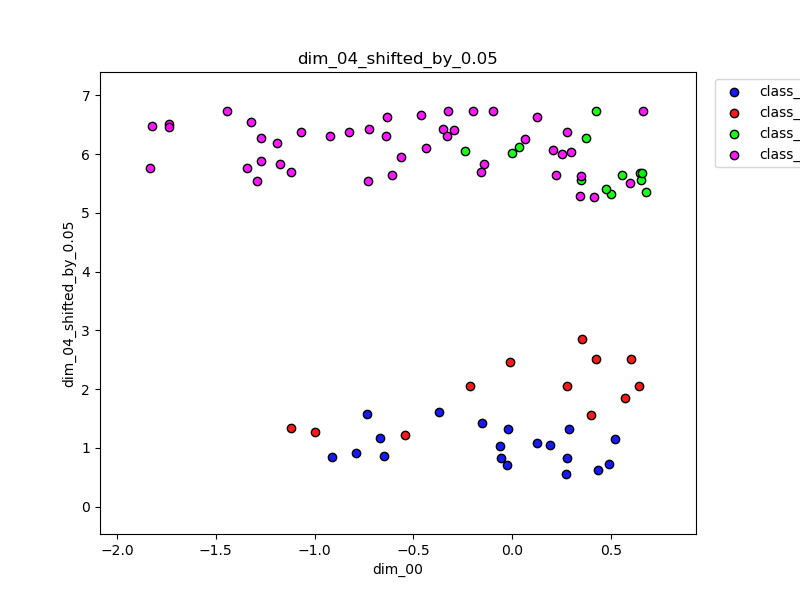 dim_04_shifted_by_0.05
7
6
5
4
3
2
1
0
dim_04_shifted_by_0.05
−2.0 −1.5 −1.0 −0.5 0.0 0.5
dim_00
class_
class_
class_
class_